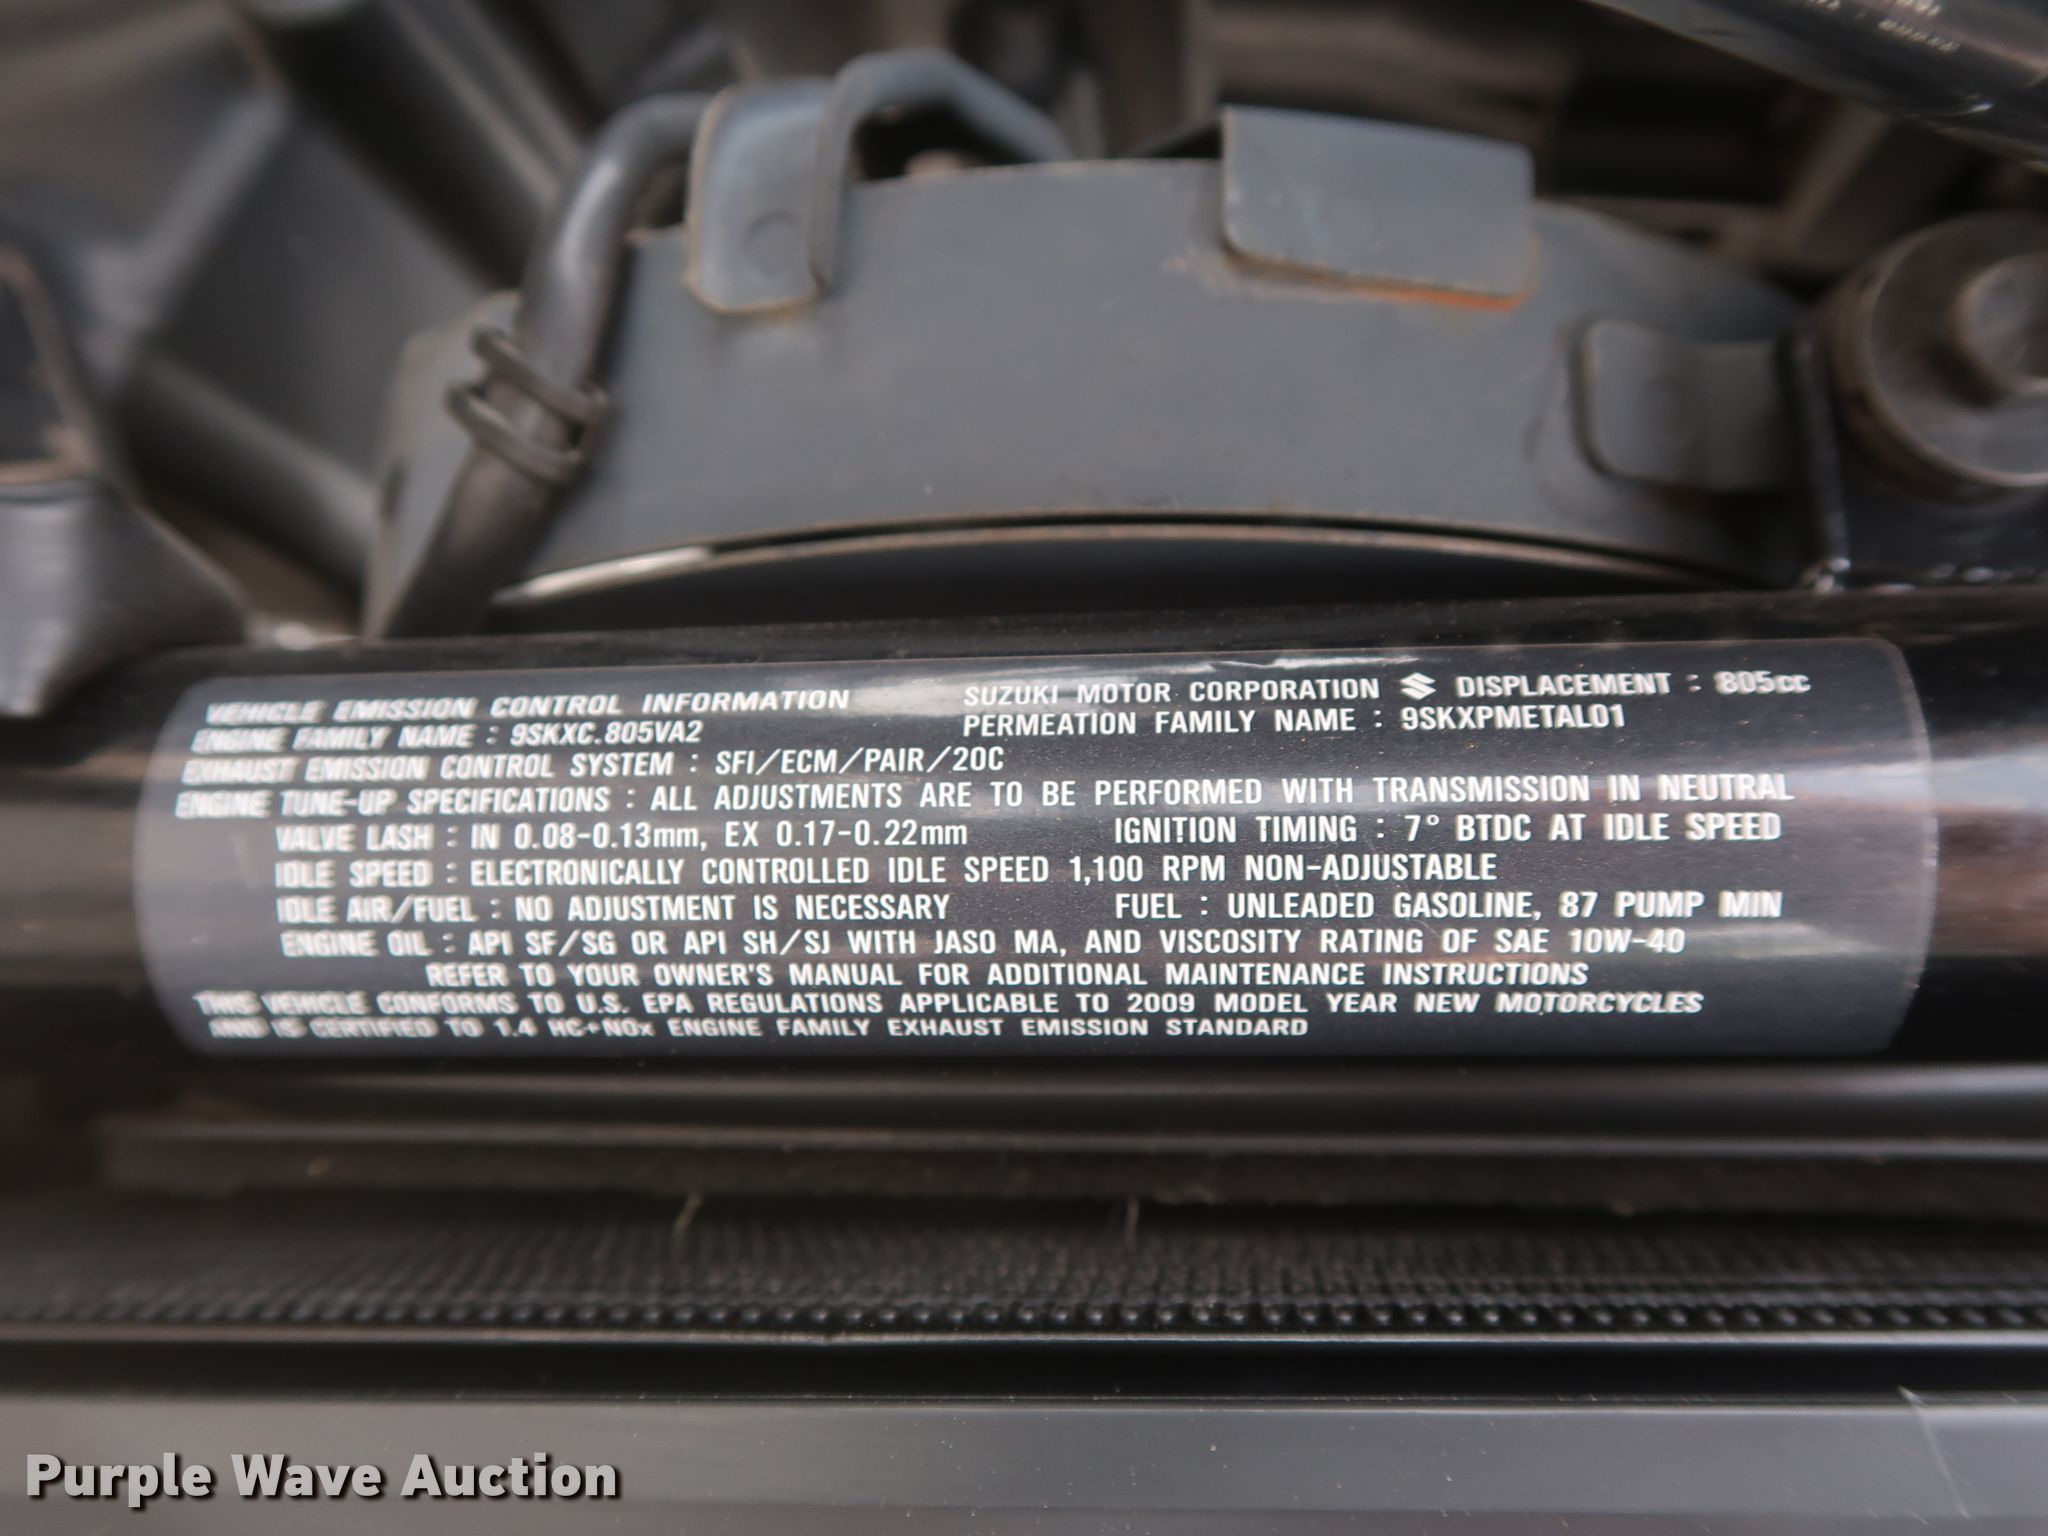 VEHICLE EMISSION CONTROL INFORMATION SUZUKI MOTOR CORPORATION DISPLACEMENT : 805cc
ENGINE FAMILY NAME : 9SKXC.805VA2 PERMEATION FAMILY NAME : 9SKXPMETAL01
EXHAUST EMISSION CONTROL SYSTEM : SFI/ECM/PAIR/2OC
ENGINE TUNE-UP SPECIFICATIONS : ALL ADJUSTMENTS ARE TO BE PERFORMED WITH TRANSMISSION IN NEUTRAL
VALVE LASH : IN 0.08-0.13mm, EX 0.17-0.22mm IGNITION TIMING : 7° BTDC AT IDLE SPEED
IDLE SPEED : ELECTRONICALLY CONTROLLED IDLE SPEED 1,100 RPM NON-ADJUSTABLE
IDLE AIR/FUEL : NO ADJUSTMENT IS NECESSARY FUEL : UNLEADED GASOLINE, 87 PUMP MIN
ENGINE OIL : API SF/SG OR API SH/SJ WITH JASO MA, AND VISCOSITY RATING OF SAE 10W-40
REFER TO YOUR OWNER'S MANUAL FOR ADDITIONAL MAINTENANCE INSTRUCTIONS
THIS VEHICLE CONFORMS TO U.S. EPA REGULATIONS APPLICABLE TO 2009 MODEL YEAR NEW MOTORCYCLES
AND IS CERTIFIED TO 1.4 HC+NOx ENGINE FAMILY EXHAUST EMISSION STANDARD
Purple Wave Auction